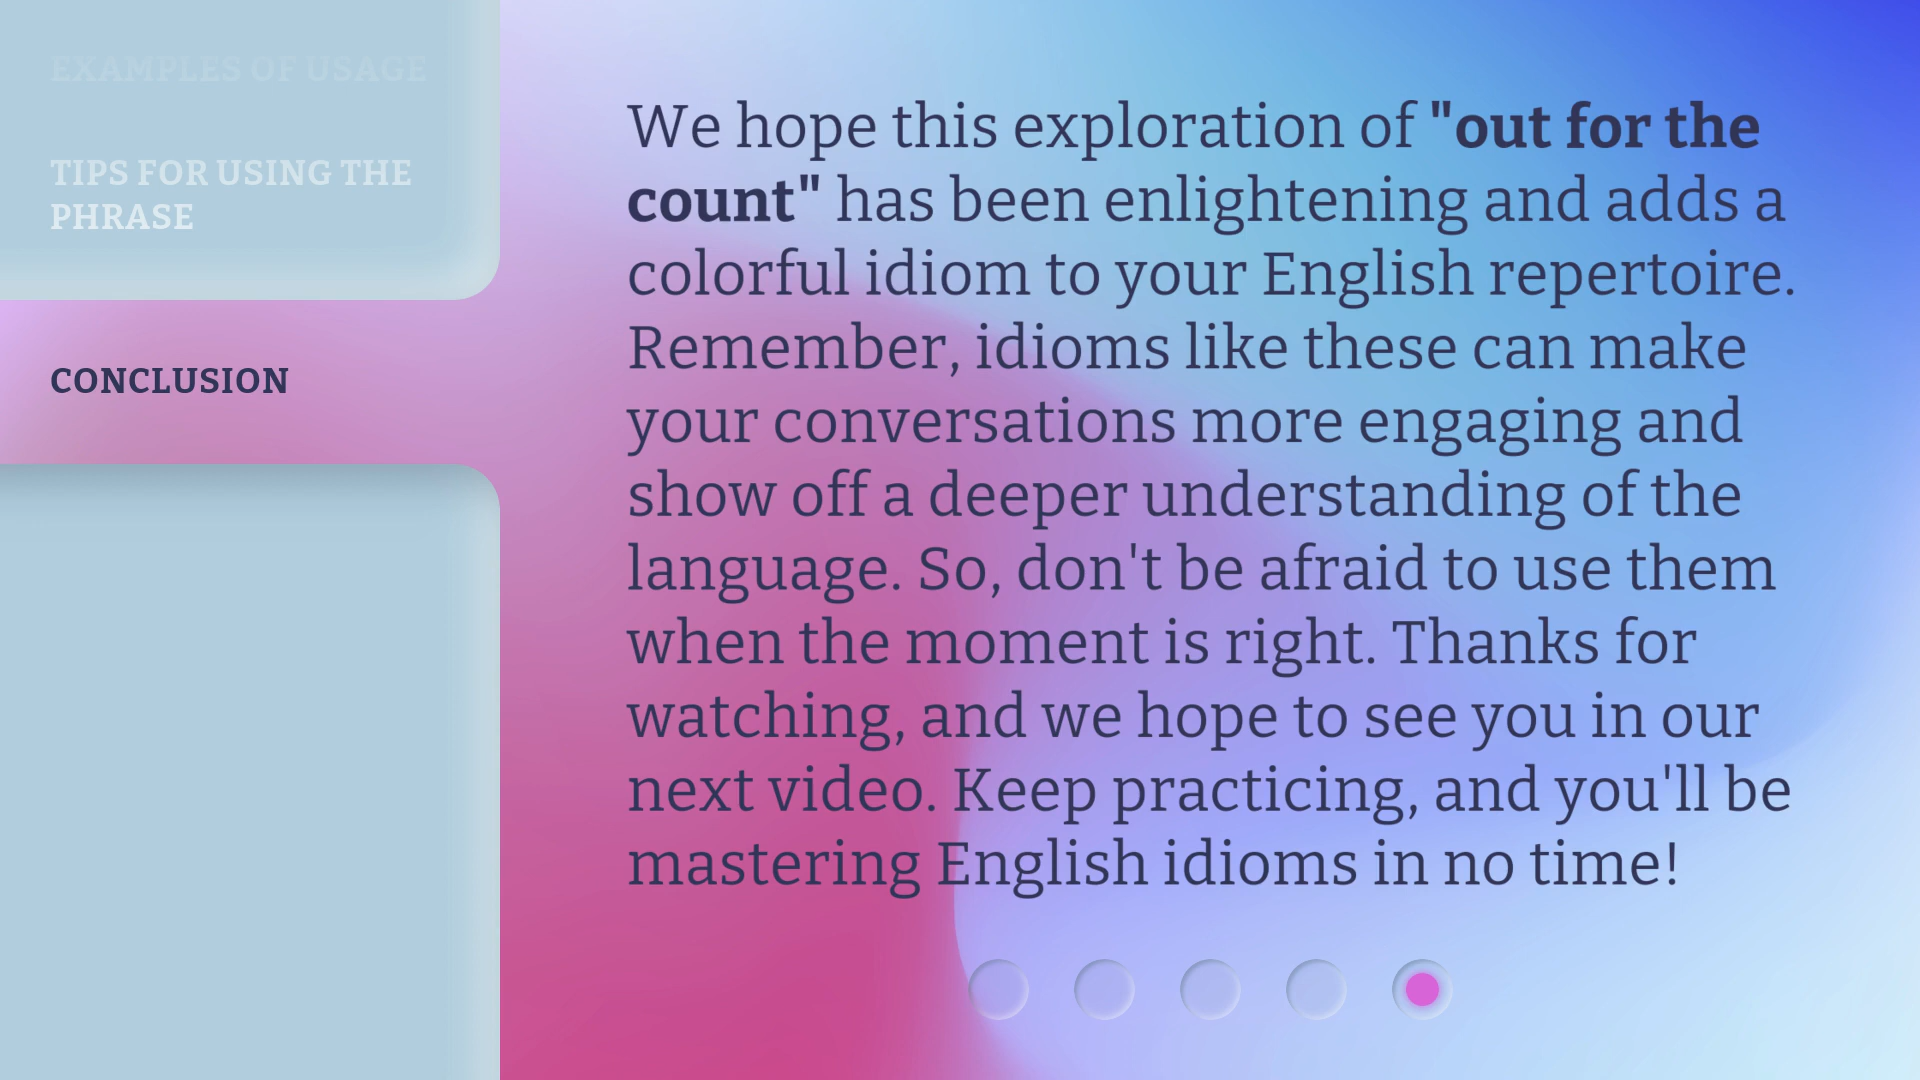 EXAMPLES OF USAGE
TIPS FOR USING THE
PHRASE
CONCLUSION
We hope this exploration of "out for the
count" has been enlightening and adds a
colorful idiom to your English repertoire.
Remember, idioms like these can make
your conversations more engaging and
show off a deeper understanding of the
language. So, don't be afraid to use them
when the moment is right. Thanks for
watching, and we hope to see you in our
next video. Keep practicing, and you'll be
mastering English idioms in no time!